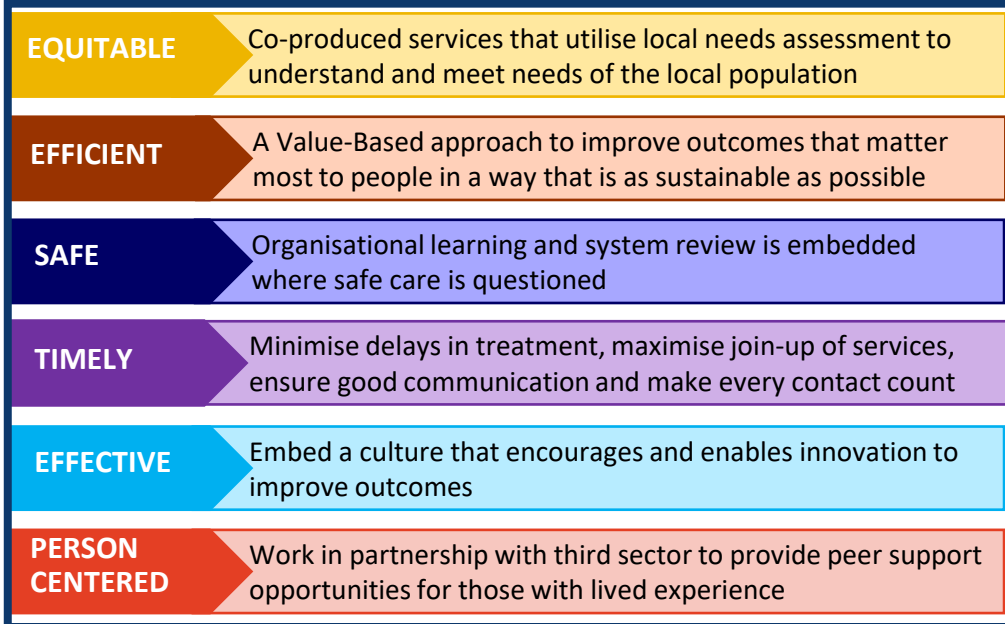 EQUITABLE
Co-produced services that utilise local needs assessment to
understand and meet needs of the local population
EFFICIENT
A Value-Based approach to improve outcomes that matter
most to people in a way that is as sustainable as possible
SAFE
Organisational learning and system review is embedded
where safe care is questioned
TIMELY
Minimise delays in treatment, maximise join-up of services,
ensure good communication and make every contact count
EFFECTIVE
Embed a culture that encourages and enables innovation to
improve outcomes
PERSON
CENTERED
Work in partnership with third sector to provide peer support
opportunities for those with lived experience